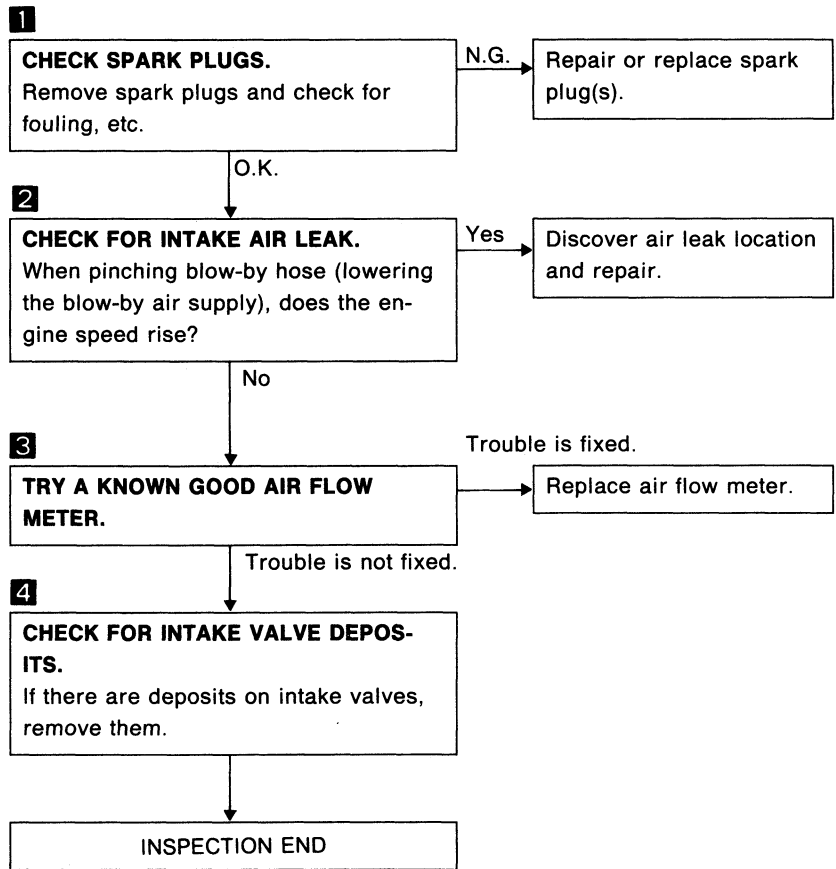 1
CHECK SPARK PLUGS.
Remove spark plugs and check for
fouling, etc.
N.G.
Repair or replace spark
plug(s).
O.K.
2
CHECK FOR INTAKE AIR LEAK.
When pinching blow-by hose (lowering
the blow-by air supply), does the en-
gine speed rise?
Yes
Discover air leak location
and repair.
No
3
TRY A KNOWN GOOD AIR FLOW
METER.
Trouble is fixed.
Replace air flow meter.
Trouble is not fixed.
4
CHECK FOR INTAKE VALVE DEPOS-
ITS.
If there are deposits on intake valves,
remove them.
INSPECTION END